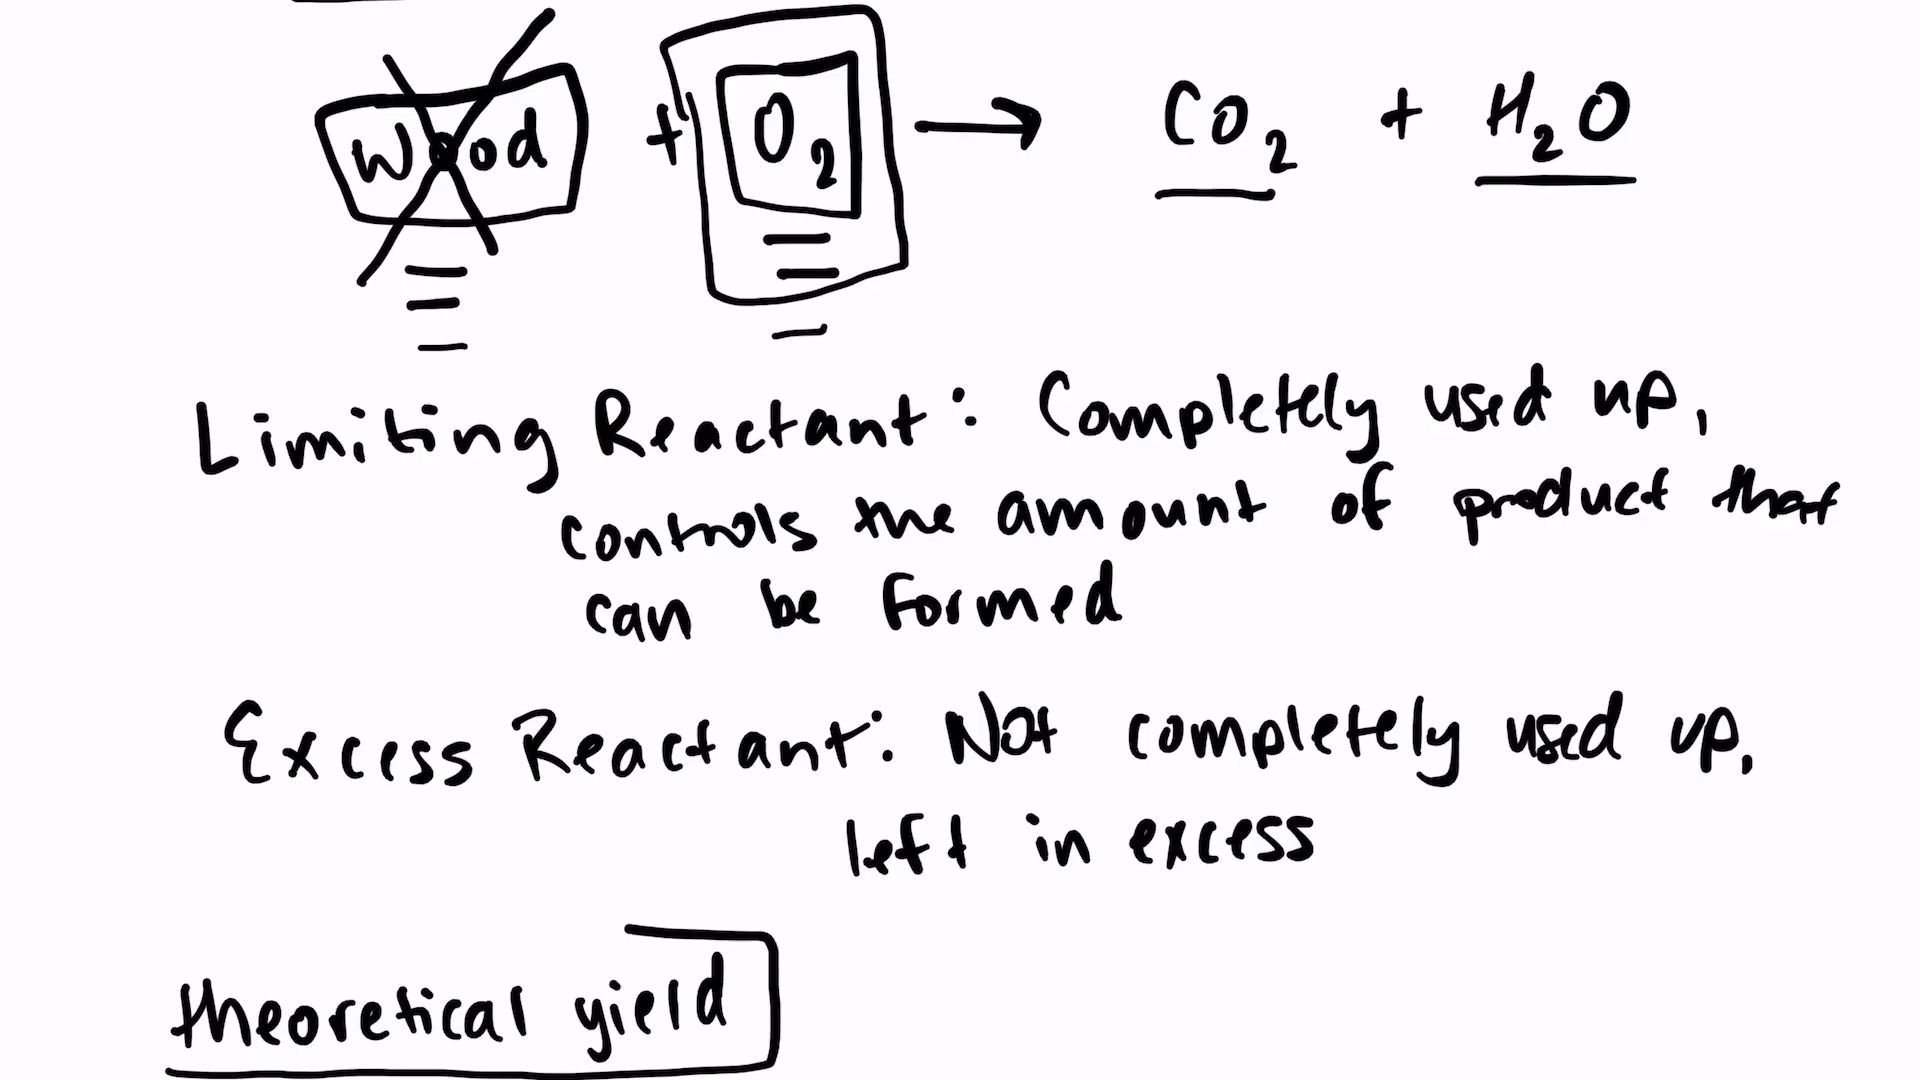 Wood + O2 → CO2 + H2O
Limiting Reactant: Completely used up,
controls the amount of product that
can be formed
Excess Reactant: Not completely used up,
left in excess
theoretical yield